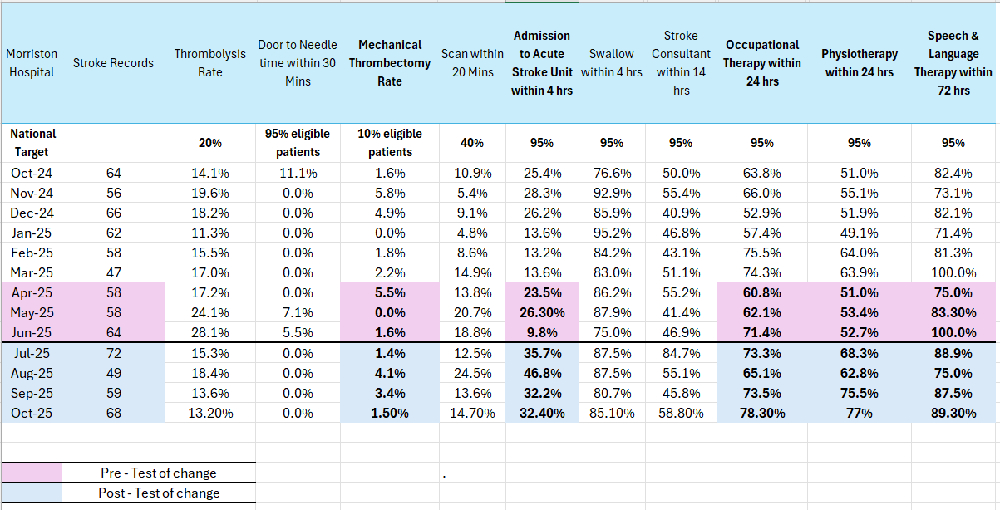 Morriston Hospital Stroke Records Thrombolysis Rate Door to Needle time within 30 Mins Mechanical Thrombectomy Rate Scan within 20 Mins Admission to Acute Stroke Unit within 4 hrs Swallow within 4 hrs Stroke Consultant within 14 hrs Occupational Therapy within 24 hrs Physiotherapy within 24 hrs Speech & Language Therapy within 72 hrs
National Target 20% 95% eligible patients 10% eligible patients 40% 95% 95% 95% 95% 95% 95%
Oct-24 64 14.1% 11.1% 1.6% 10.9% 25.4% 76.6% 50.0% 63.8% 51.0% 82.4%
Nov-24 56 19.6% 0.0% 5.8% 5.4% 28.3% 92.9% 55.4% 66.0% 55.1% 73.1%
Dec-24 66 18.2% 0.0% 4.9% 9.1% 26.2% 85.9% 40.9% 52.9% 51.9% 82.1%
Jan-25 62 11.3% 0.0% 0.0% 4.8% 13.6% 95.2% 46.8% 57.4% 49.1% 71.4%
Feb-25 58 15.5% 0.0% 1.8% 8.6% 13.2% 84.2% 43.1% 75.5% 64.0% 81.3%
Mar-25 47 17.0% 0.0% 2.2% 14.9% 13.6% 83.0% 51.1% 74.3% 63.9% 100.0%
Apr-25 58 17.2% 0.0% 5.5% 13.8% 23.5% 86.2% 55.2% 60.8% 51.0% 75.0%
May-25 58 24.1% 7.1% 0.0% 20.7% 26.30% 87.9% 41.4% 62.1% 53.4% 83.30%
Jun-25 64 28.1% 5.5% 1.6% 18.8% 9.8% 75.0% 46.9% 71.4% 52.7% 100.0%
Jul-25 72 15.3% 0.0% 1.4% 12.5% 35.7% 87.5% 84.7% 73.3% 68.3% 88.9%
Aug-25 49 18.4% 0.0% 4.1% 24.5% 46.8% 87.5% 55.1% 65.1% 62.8% 75.0%
Sep-25 59 13.6% 0.0% 3.4% 13.6% 32.2% 80.7% 45.8% 73.5% 75.5% 87.5%
Oct-25 68 13.20% 0.0% 1.50% 14.70% 32.40% 85.10% 58.80% 78.30% 77% 89.30%
Pre - Test of change .
Post - Test of change